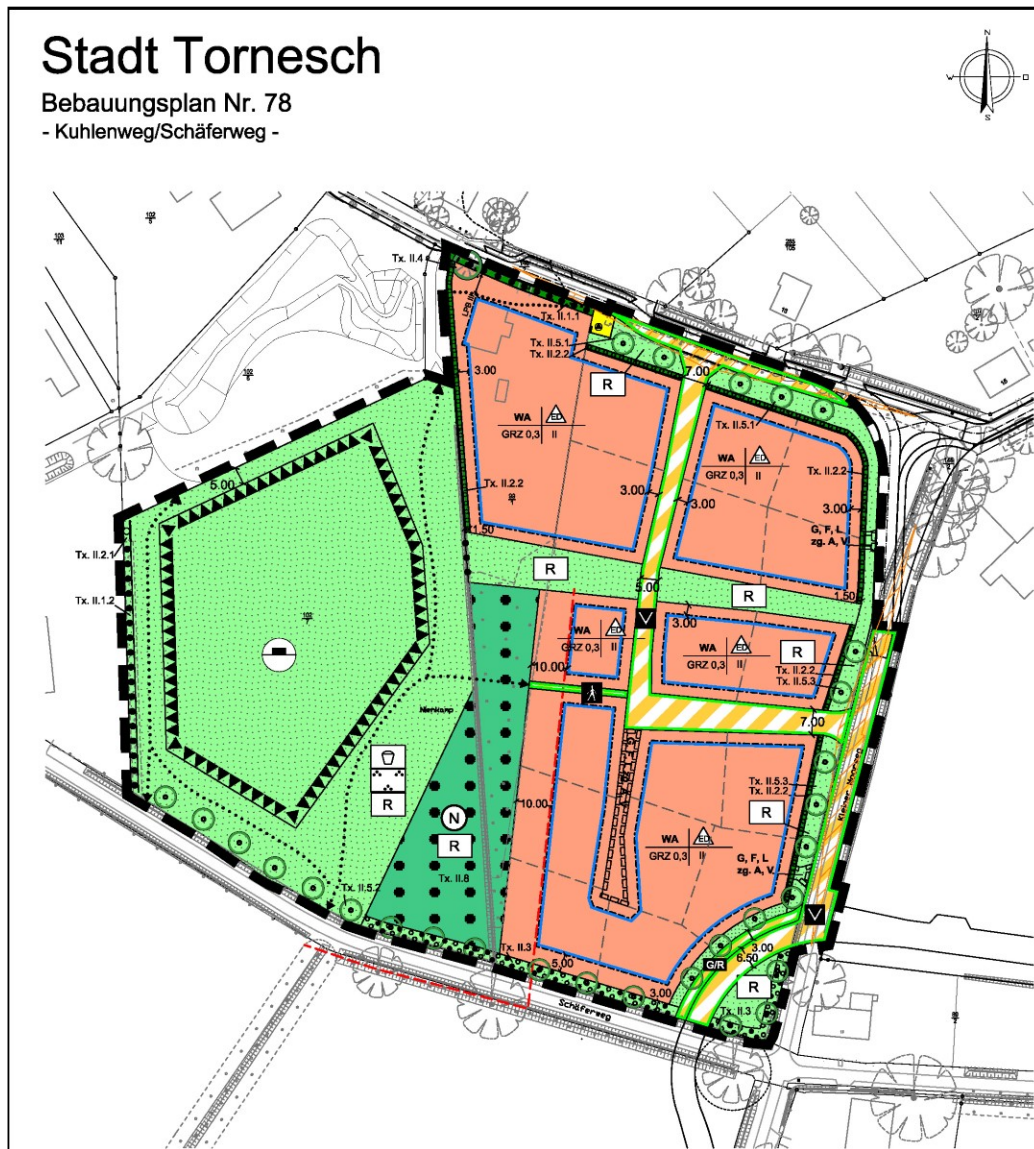 Stadt Tornesch
Bebauungsplan Nr. 78
- Kuhlenweg/Schäferweg -
N
W
O
S
Tx. II.4
LPB III
Tx. II.1.1
Tx. II.5.1
Tx. II.2.2
7.00
3.00
R
WA ED
GRZ 0,3 II
Tx. II.5.1
WA ED
GRZ 0,3 II
Tx. II.2.2
5.00
Tx. II.2.2
3.00
3.00
3.00
1.50
G, F, L
zg. A, V.
Tx. II.2.1
R
5.00
R
1.50
Tx. II.1.2
3.00
V
WA ED
GRZ 0,3 II
WA ED
GRZ 0,3 II
R
Tx. II.2.2
Tx. II.5.3
10.00
Nienkamp
7.00
Kleiner Moorweg
Tx. II.5.3
Tx. II.2.2
R
10.00
R
N
R
WA ED
GRZ 0,3 II
G, F, L
zg. A, V.
Tx. II.8
Tx. II.5.2
V
Tx. II.3
3.00
6.50
5.00
G/R
R
3.00
Tx. II.3
Schäferweg